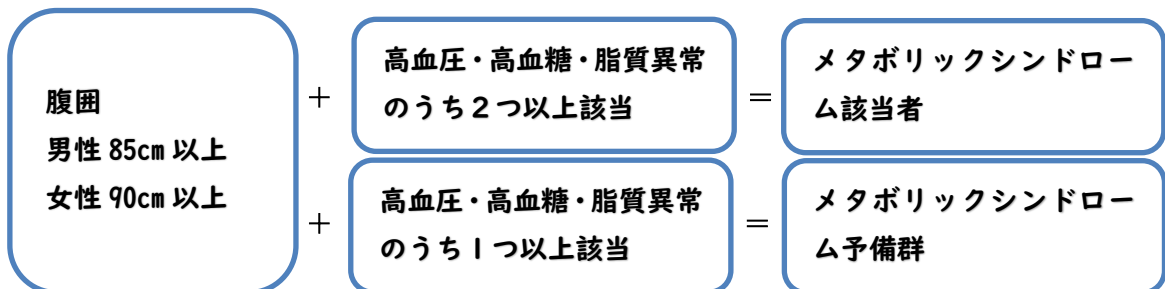 腹囲
男性 85cm 以上
女性 90cm 以上
+
高血圧・高血糖・脂質異常
のうち2つ以上該当
=
メタボリックシンドロー
ム該当者
+
高血圧・高血糖・脂質異常
のうち1つ以上該当
=
メタボリックシンドロー
ム予備群